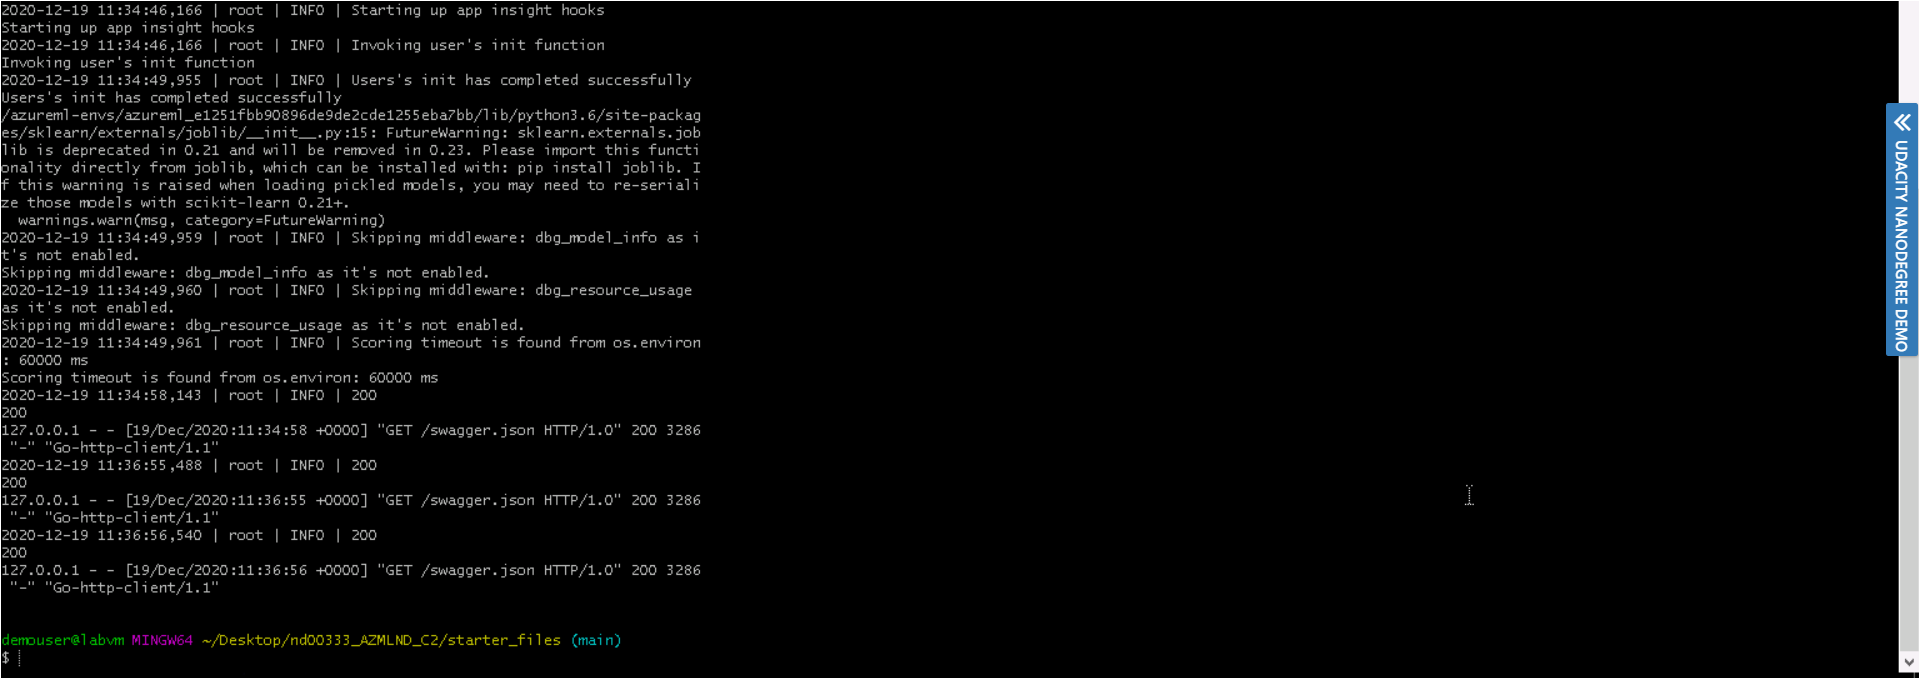 2020-12-19 11:34:46,166 | root | INFO | Starting up app insight hooks
Starting up app insight hooks
2020-12-19 11:34:46,166 | root | INFO | Invoking user's init function
Invoking user's init function
2020-12-19 11:34:49,955 | root | INFO | Users's init has completed successfully
Users's init has completed successfully
/azureml-envs/azureml_e1251fbb90896de9de2cde1255eba7bb/lib/python3.6/site-packag
es/sklearn/externals/joblib/__init__.py:15: FutureWarning: sklearn.externals.job
lib is deprecated in 0.21 and will be removed in 0.23. Please import this functi
onality directly from joblib, which can be installed with: pip install joblib. I
f this warning is raised when loading pickled models, you may need to re-seriali
ze those models with scikit-learn 0.21+.
  warnings.warn(msg, category=FutureWarning)
2020-12-19 11:34:49,959 | root | INFO | Skipping middleware: dbg_model_info as i
t's not enabled.
Skipping middleware: dbg_model_info as it's not enabled.
2020-12-19 11:34:49,960 | root | INFO | Skipping middleware: dbg_resource_usage
as it's not enabled.
Skipping middleware: dbg_resource_usage as it's not enabled.
2020-12-19 11:34:49,961 | root | INFO | Scoring timeout is found from os.environ
: 60000 ms
Scoring timeout is found from os.environ: 60000 ms
2020-12-19 11:34:58,143 | root | INFO | 200
200
127.0.0.1 - - [19/Dec/2020:11:34:58 +0000] "GET /swagger.json HTTP/1.0" 200 3286
 "-" "Go-http-client/1.1"
2020-12-19 11:36:55,488 | root | INFO | 200
200
127.0.0.1 - - [19/Dec/2020:11:36:55 +0000] "GET /swagger.json HTTP/1.0" 200 3286
 "-" "Go-http-client/1.1"
2020-12-19 11:36:56,540 | root | INFO | 200
200
127.0.0.1 - - [19/Dec/2020:11:36:56 +0000] "GET /swagger.json HTTP/1.0" 200 3286
 "-" "Go-http-client/1.1"
demouser@labvm MINGW64 ~/Desktop/nd00333_AZMLND_C2/starter_files (main)
$
UDACITY NANODEGREE DEMO